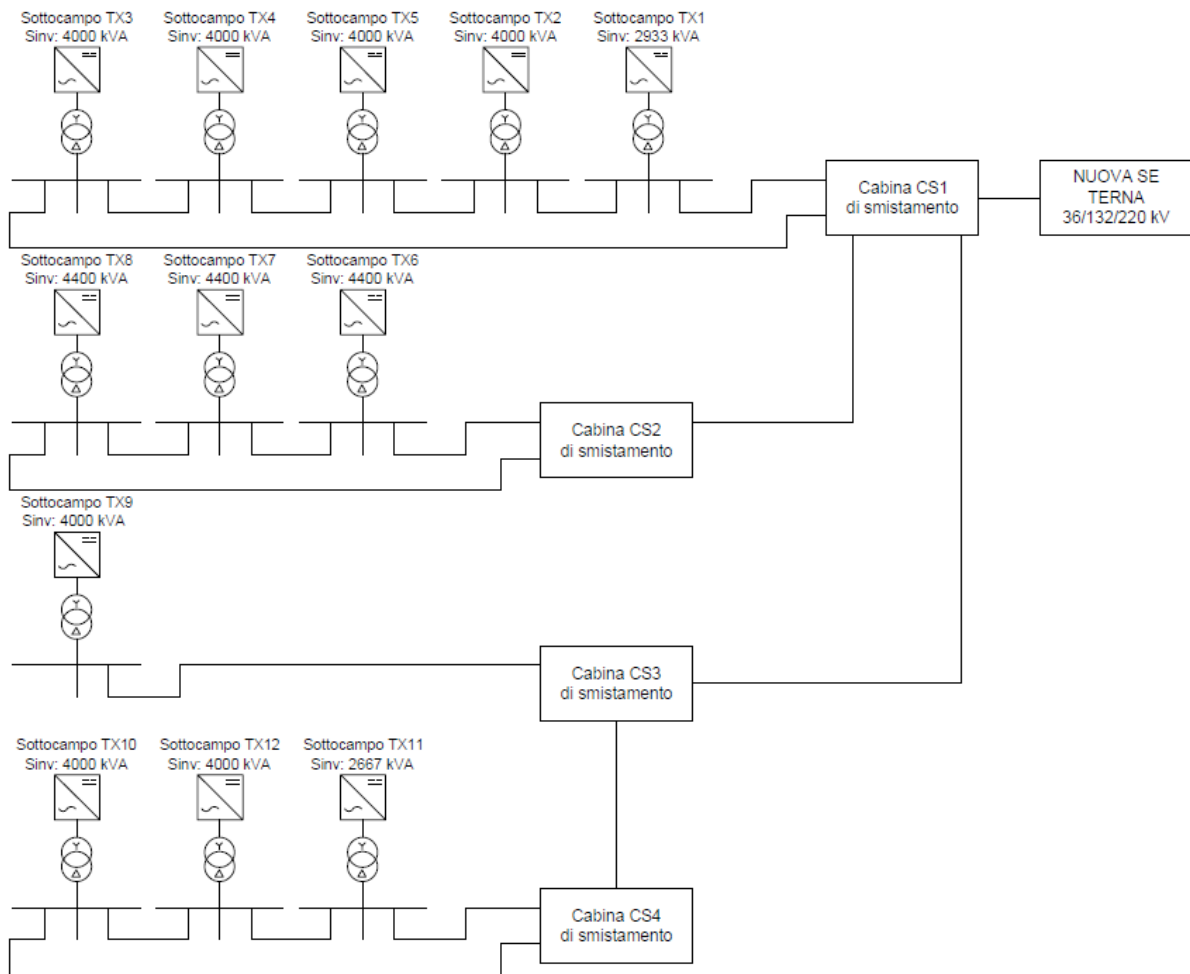 Sottocampo TX3
Sinv: 4000 kVA
Sottocampo TX4
Sinv: 4000 kVA
Sottocampo TX5
Sinv: 4000 kVA
Sottocampo TX2
Sinv: 4000 kVA
Sottocampo TX1
Sinv: 2933 kVA
Cabina CS1
di smistamento
NUOVA SE
TERNA
36/132/220 kV
Sottocampo TX8
Sinv: 4400 kVA
Sottocampo TX7
Sinv: 4400 kVA
Sottocampo TX6
Sinv: 4400 kVA
Cabina CS2
di smistamento
Sottocampo TX9
Sinv: 4000 kVA
Cabina CS3
di smistamento
Sottocampo TX10
Sinv: 4000 kVA
Sottocampo TX12
Sinv: 4000 kVA
Sottocampo TX11
Sinv: 2667 kVA
Cabina CS4
di smistamento